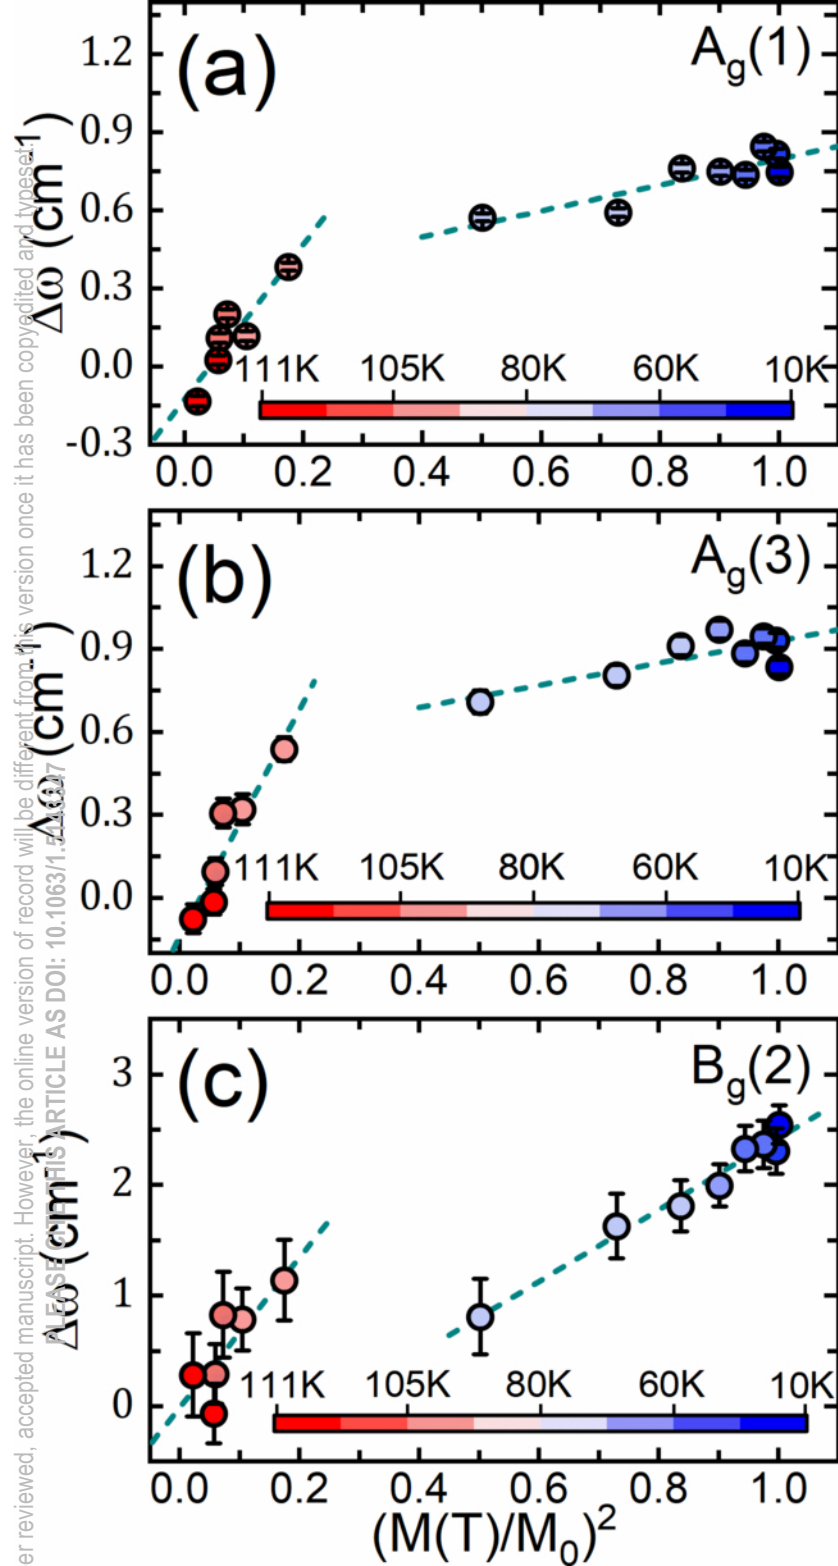 er reviewed, accepted manuscript. However, the online version of record will be different from this version once it has been copyedited and typeset.
PLEASE CITE THIS ARTICLE AS DOI: 10.1063/1.
(a)
A_g(1)
Δω (cm⁻¹)
1.2
0.9
0.6
0.3
0.0
-0.3
111K 105K 80K 60K 10K
0.0 0.2 0.4 0.6 0.8 1.0
(b)
A_g(3)
Δω (cm⁻¹)
1.2
0.9
0.6
0.3
0.0
111K 105K 80K 60K 10K
0.0 0.2 0.4 0.6 0.8 1.0
(c)
B_g(2)
Δω (cm⁻¹)
3
2
1
0
111K 105K 80K 60K 10K
0.0 0.2 0.4 0.6 0.8 1.0
(M(T)/M₀)²